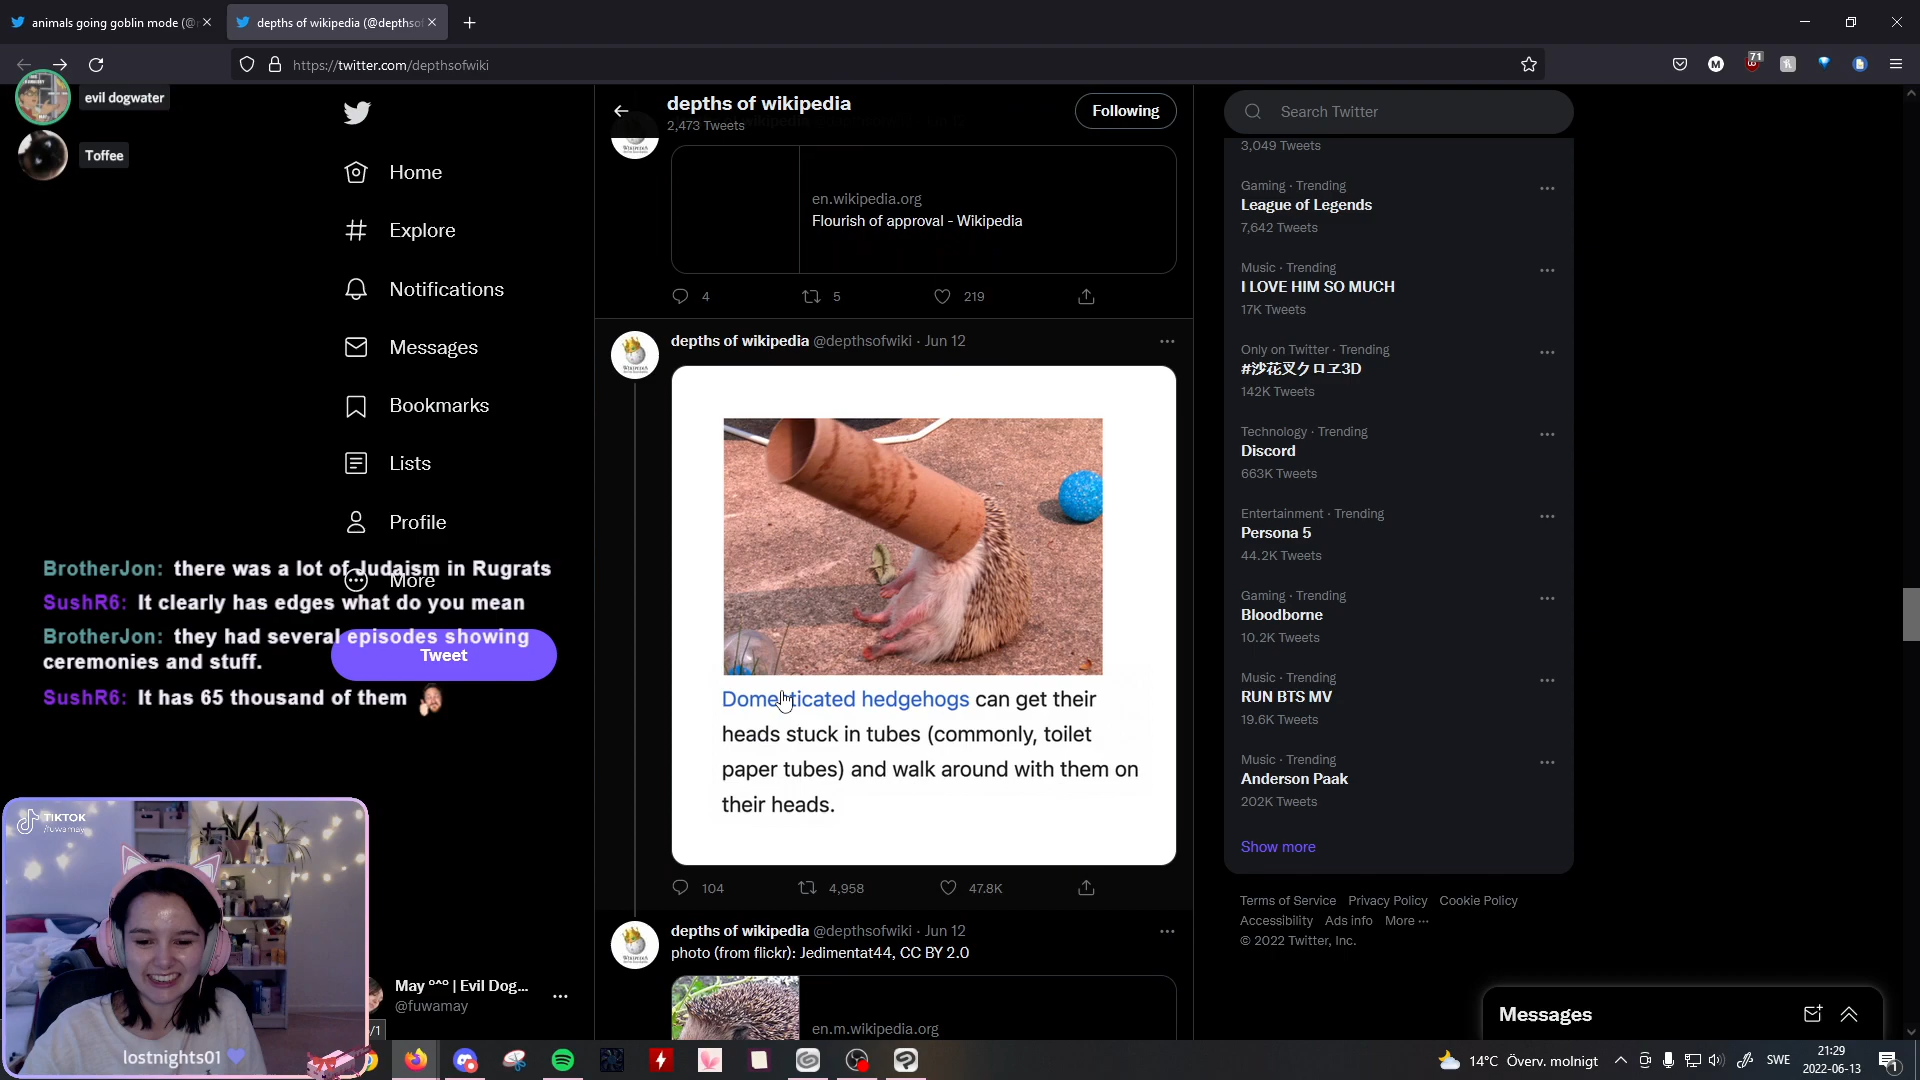 animals going goblin mode (@
depths of wikipedia (@depthso
https://twitter.com/depthsofwiki
71
evil dogwater
Toffee
Home
Explore
Notifications
Messages
Bookmarks
Lists
Profile
More
Tweet
BrotherJon: there was a lot of Judaism in Rugrats
SushR6: It clearly has edges what do you mean
BrotherJon: they had several episodes showing
ceremonies and stuff.
SushR6: It has 65 thousand of them
TIKTOK
/fuwamay
lostnights01
May º^º | Evil Dog...
@fuwamay
/1
depths of wikipedia
2,473 Tweets
Following
en.wikipedia.org
Flourish of approval - Wikipedia
4
5
219
depths of wikipedia @depthsofwiki · Jun 12
Domesticated hedgehogs can get their
heads stuck in tubes (commonly, toilet
paper tubes) and walk around with them on
their heads.
104
4,958
47.8K
depths of wikipedia @depthsofwiki · Jun 12
photo (from flickr): Jedimentat44, CC BY 2.0
en.m.wikipedia.org
Search Twitter
3,049 Tweets
Gaming · Trending
League of Legends
7,642 Tweets
Music · Trending
I LOVE HIM SO MUCH
17K Tweets
Only on Twitter · Trending
#沙花叉クロヱ3D
142K Tweets
Technology · Trending
Discord
663K Tweets
Entertainment · Trending
Persona 5
44.2K Tweets
Gaming · Trending
Bloodborne
10.2K Tweets
Music · Trending
RUN BTS MV
19.6K Tweets
Music · Trending
Anderson Paak
202K Tweets
Show more
Terms of Service Privacy Policy Cookie Policy
Accessibility Ads info More ···
© 2022 Twitter, Inc.
Messages
14°C Överv. molnigt
SWE
21:29
2022-06-13
1